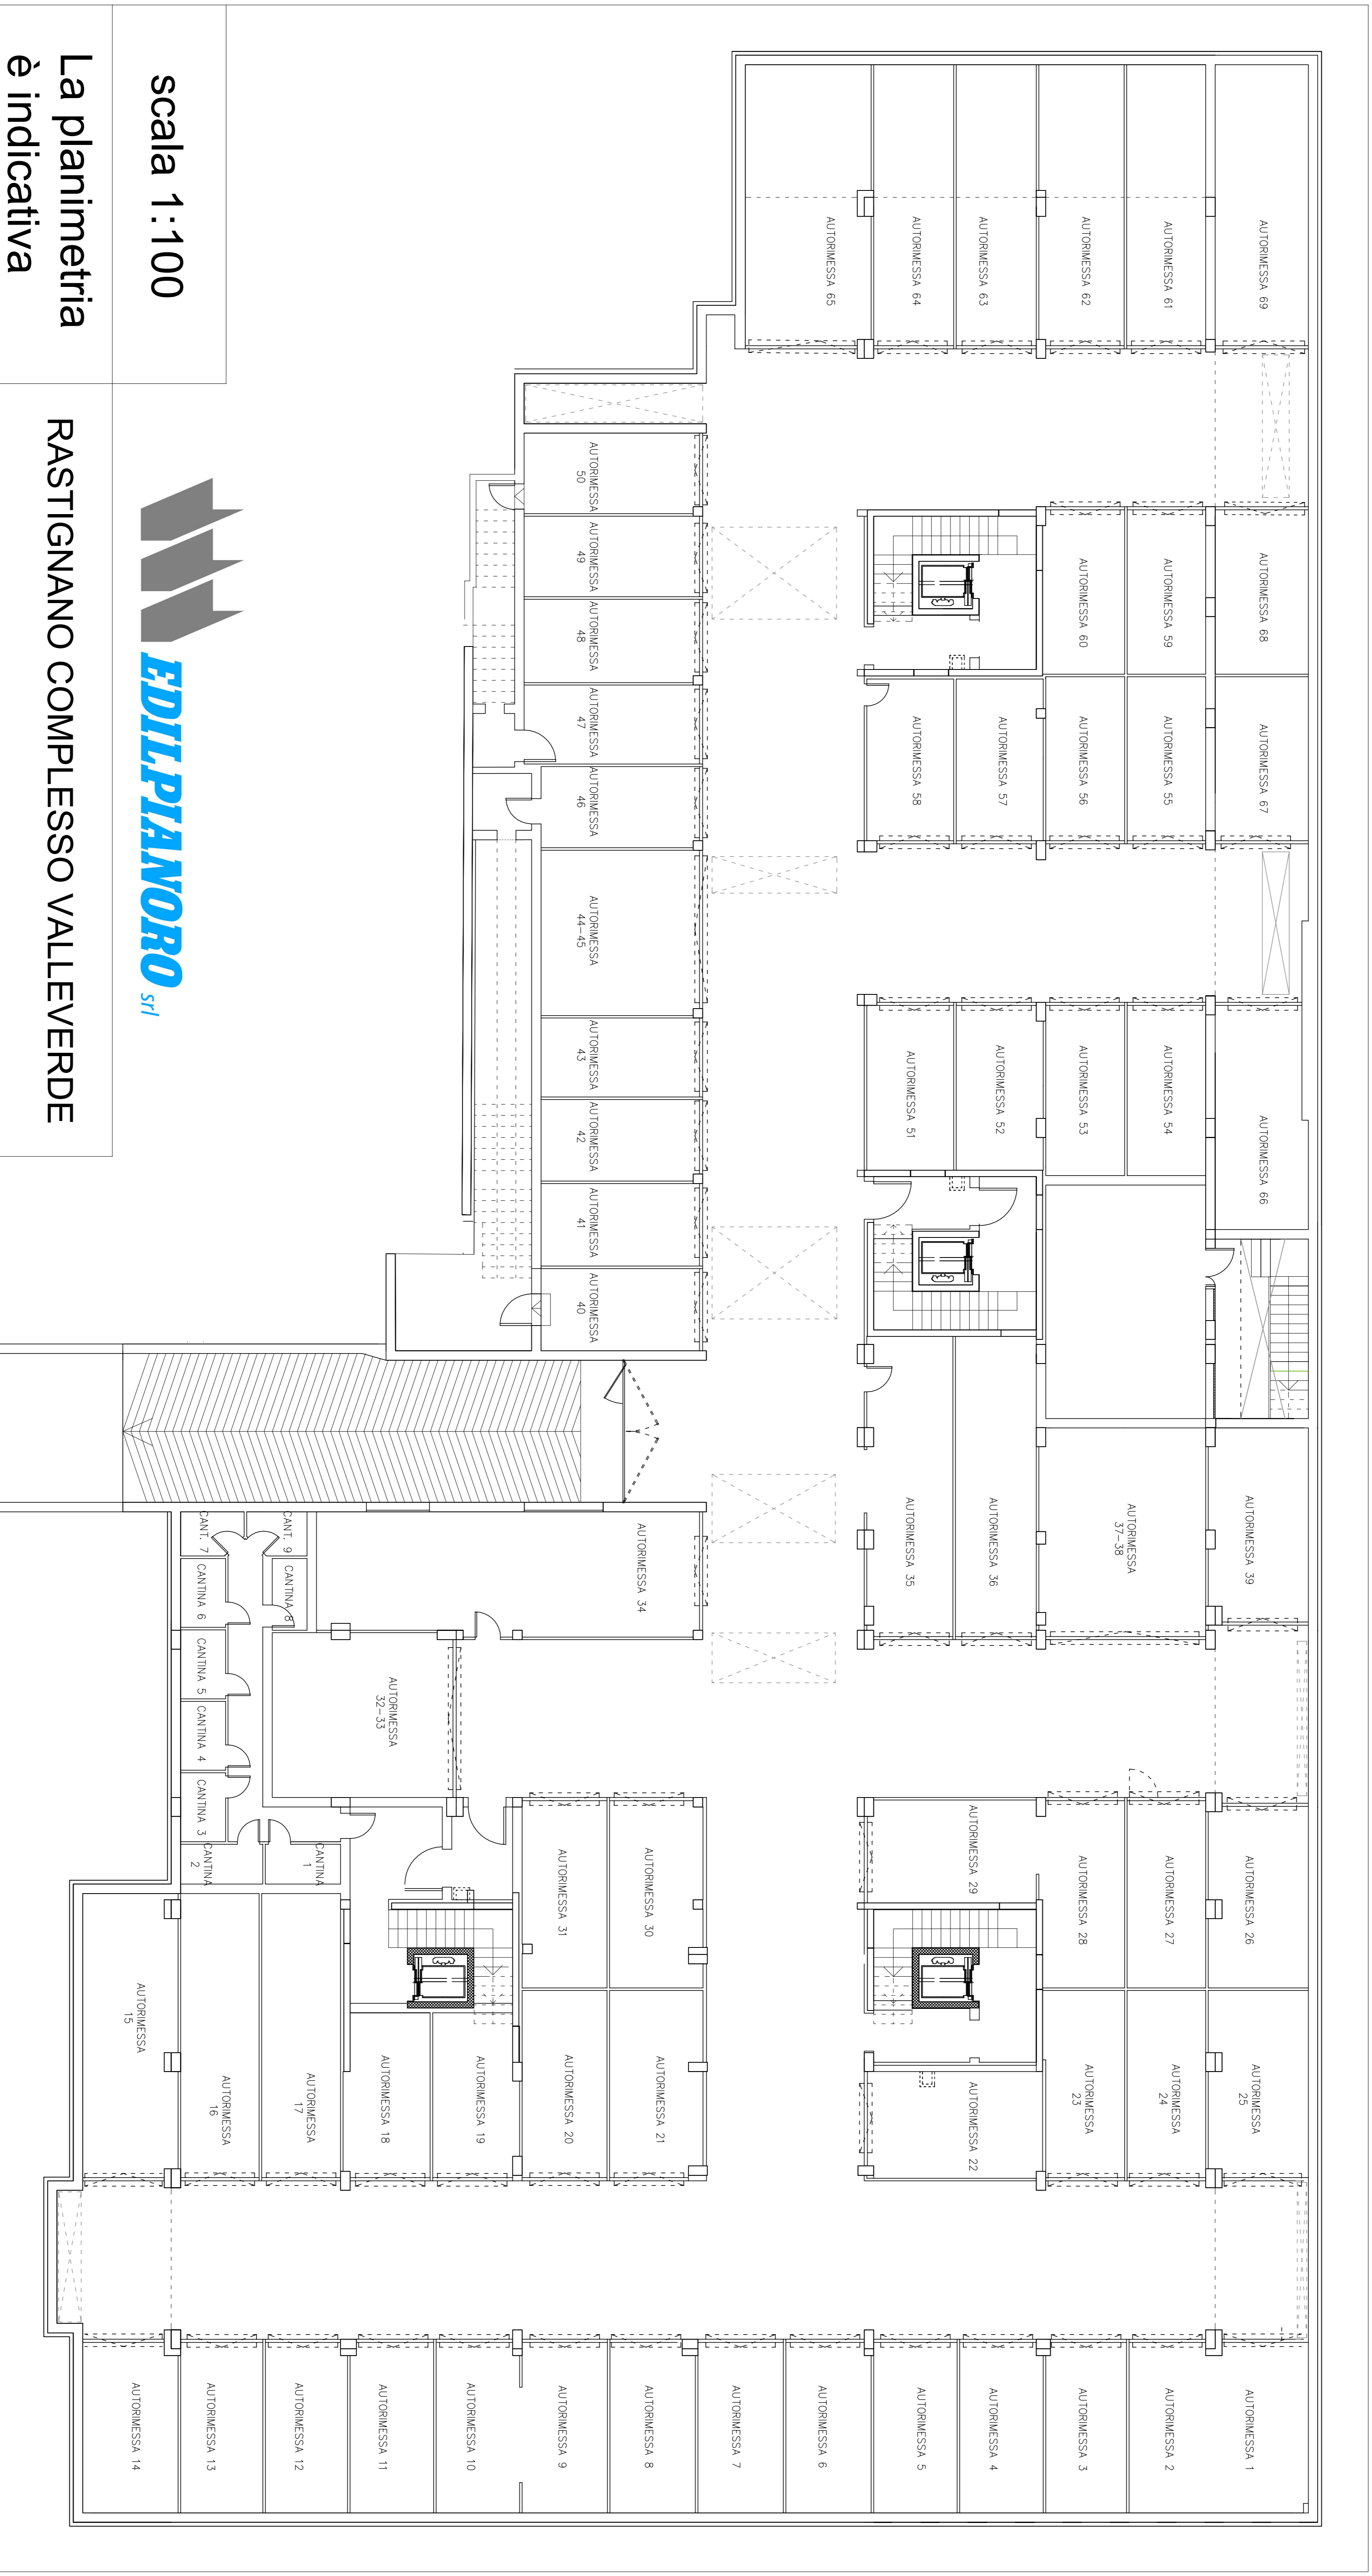 AUTORIMESSA 69
AUTORIMESSA 68
AUTORIMESSA 67
AUTORIMESSA 66
AUTORIMESSA 39
AUTORIMESSA 26
AUTORIMESSA
25
AUTORIMESSA 1
AUTORIMESSA 61
AUTORIMESSA 59
AUTORIMESSA 55
AUTORIMESSA 54
AUTORIMESSA
37-38
AUTORIMESSA 27
AUTORIMESSA
24
AUTORIMESSA 2
AUTORIMESSA 62
AUTORIMESSA 60
AUTORIMESSA 56
AUTORIMESSA 53
AUTORIMESSA 28
AUTORIMESSA
23
AUTORIMESSA 3
AUTORIMESSA 63
AUTORIMESSA 57
AUTORIMESSA 52
AUTORIMESSA 36
AUTORIMESSA 29
AUTORIMESSA 22
AUTORIMESSA 4
AUTORIMESSA 64
AUTORIMESSA 58
AUTORIMESSA 51
AUTORIMESSA 35
AUTORIMESSA 5
AUTORIMESSA 65
AUTORIMESSA 6
AUTORIMESSA 7
AUTORIMESSA 34
AUTORIMESSA 30
AUTORIMESSA 21
AUTORIMESSA 8
AUTORIMESSA
50
AUTORIMESSA
49
AUTORIMESSA
48
AUTORIMESSA
47
AUTORIMESSA
46
AUTORIMESSA
44-45
AUTORIMESSA
43
AUTORIMESSA
42
AUTORIMESSA
41
AUTORIMESSA
40
AUTORIMESSA 31
AUTORIMESSA 20
AUTORIMESSA 9
AUTORIMESSA 19
AUTORIMESSA 10
AUTORIMESSA
32-33
AUTORIMESSA 18
AUTORIMESSA 11
CANT. 9
CANTINA 8
CANTINA
1
AUTORIMESSA
17
AUTORIMESSA 12
CANT. 7
CANTINA 6
CANTINA 5
CANTINA 4
CANTINA 3
CANTINA
2
AUTORIMESSA
16
AUTORIMESSA 13
AUTORIMESSA
15
AUTORIMESSA 14
scala 1:100
EDILPIANORO srl
La planimetria
è indicativa
RASTIGNANO COMPLESSO VALLEVERDE